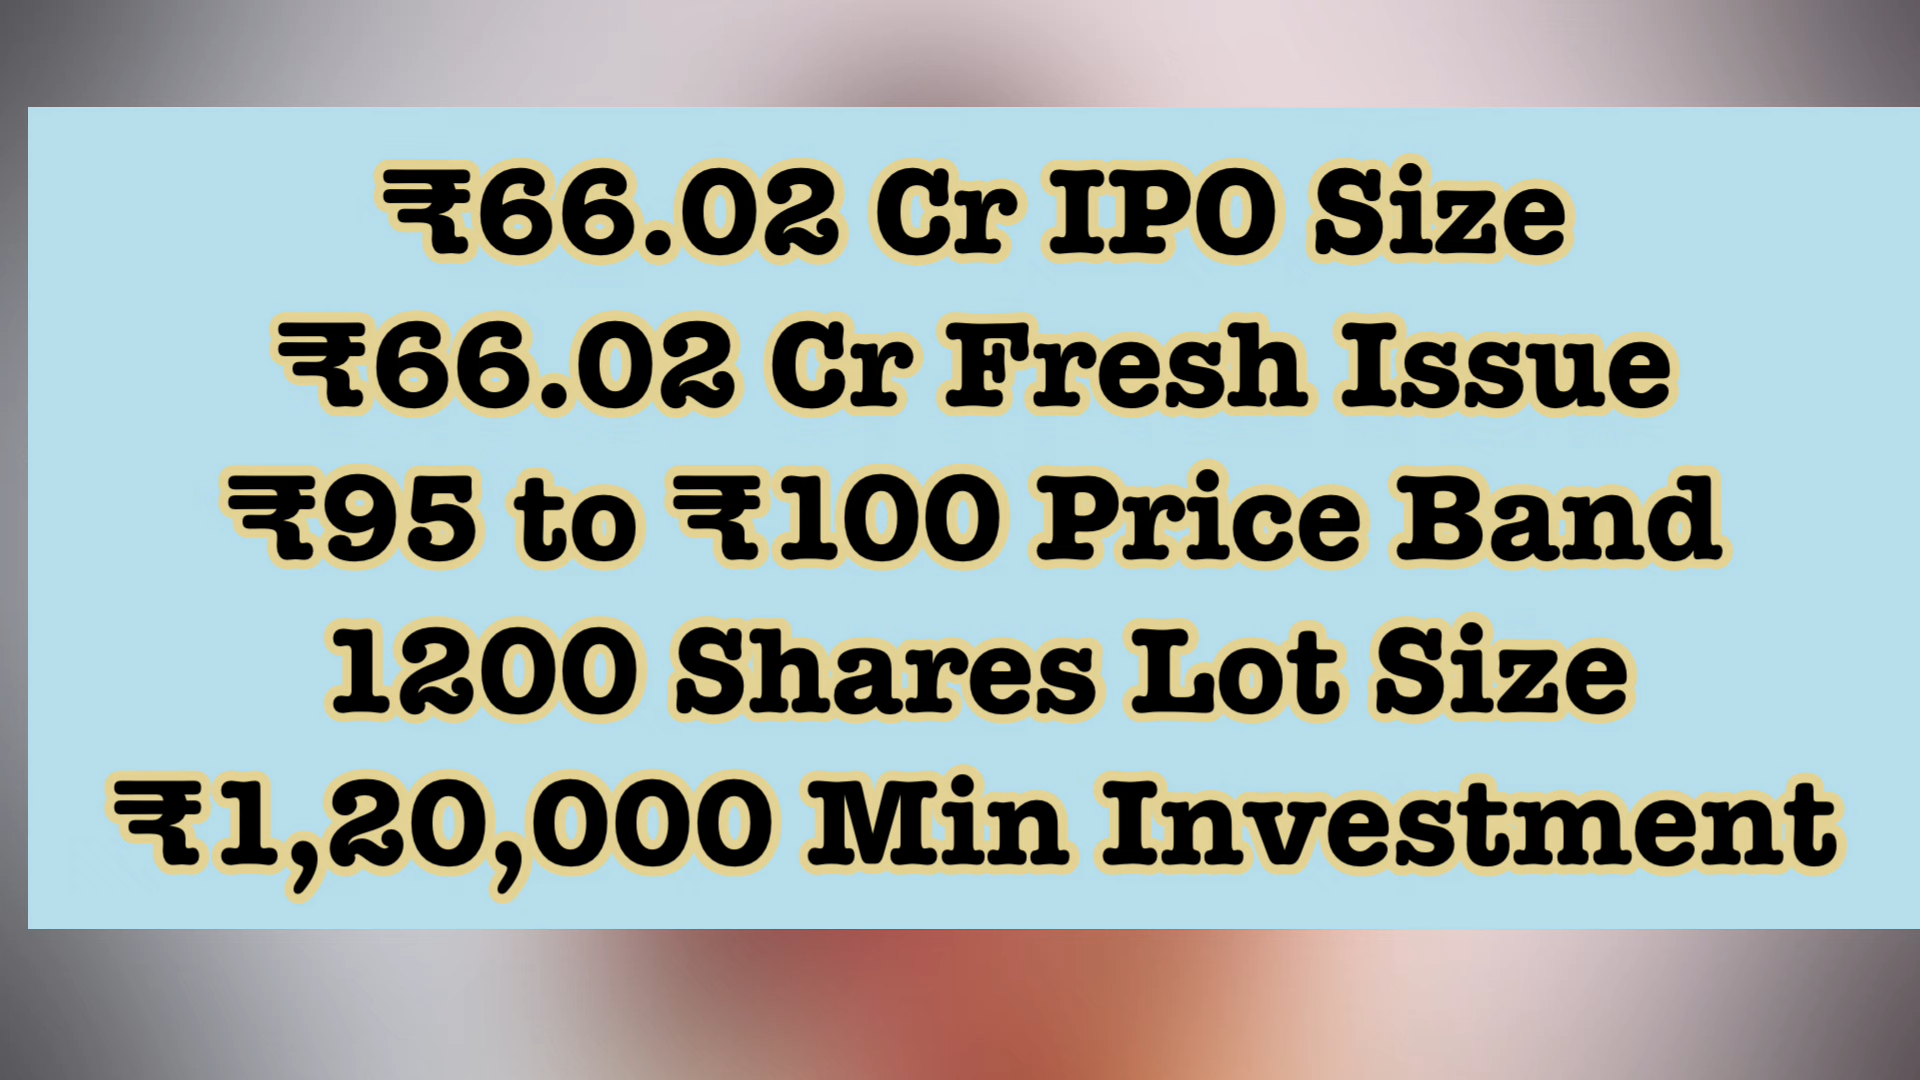 ₹66.02 Cr IPO Size
₹66.02 Cr Fresh Issue
₹95 to ₹100 Price Band
1200 Shares Lot Size
₹1,20,000 Min Investment